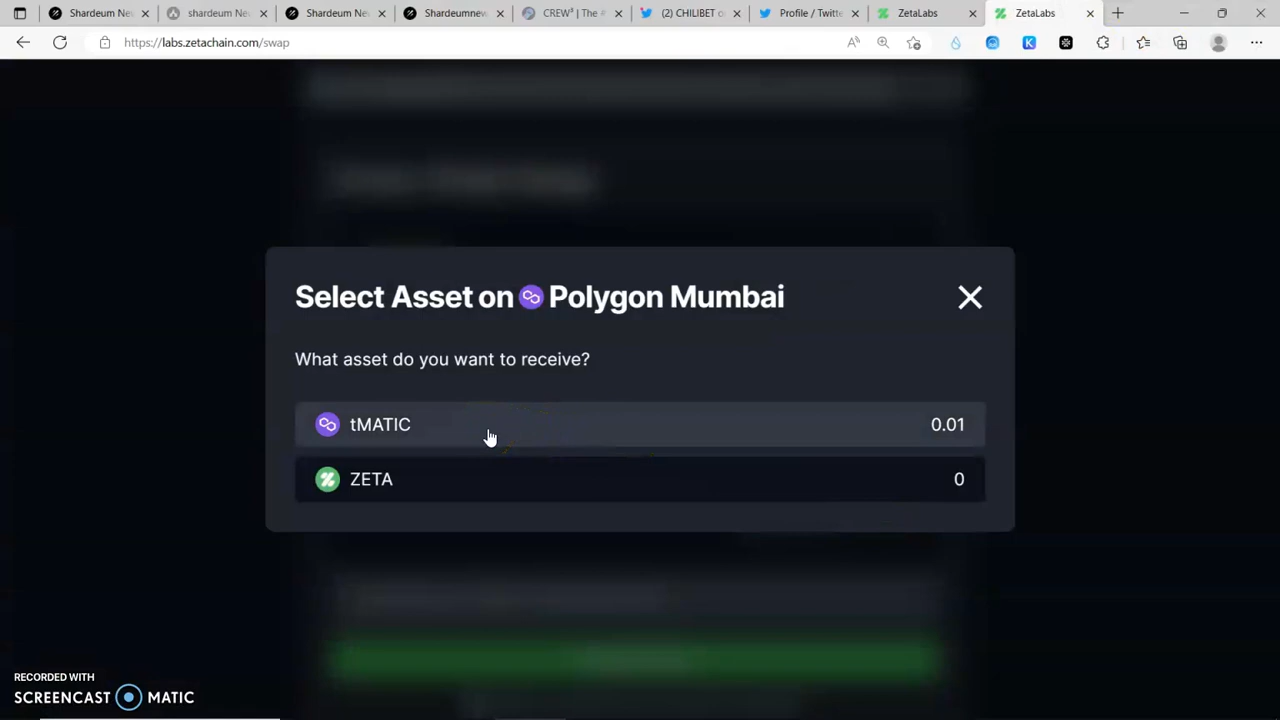 Shardeum Ne
shardeum Ne
Shardeum Ne
Shardeumnew
CREW³ | The #
(2) CHILIBET o
Profile / Twitte
ZetaLabs
ZetaLabs
https://labs.zetachain.com/swap
Select Asset on Polygon Mumbai
What asset do you want to receive?
tMATIC 0.01
ZETA 0
RECORDED WITH
SCREENCAST MATIC